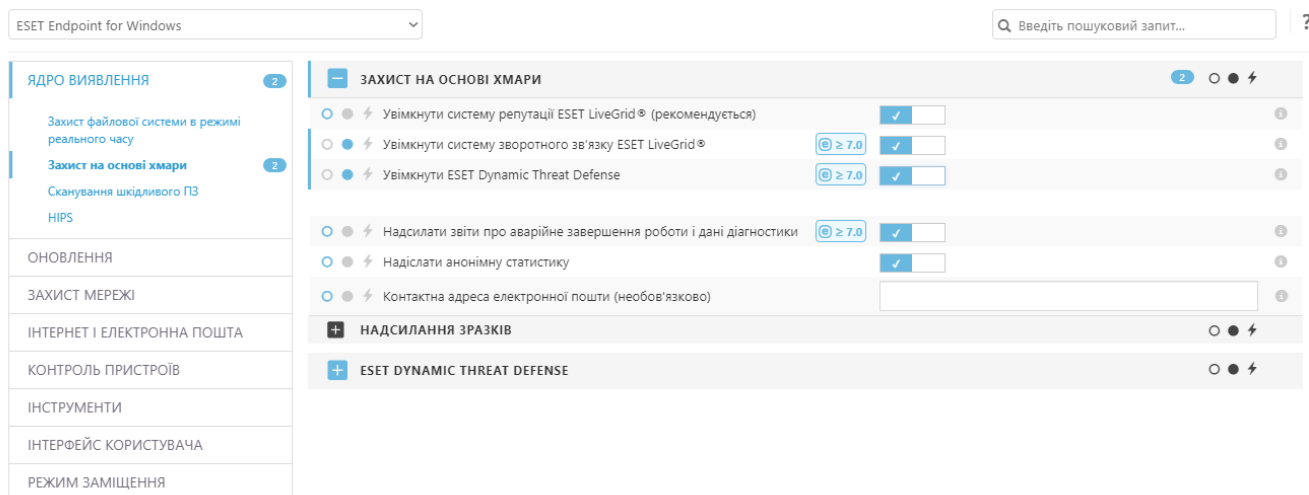 ESET Endpoint for Windows
Введіть пошуковий запит...
?
ЯДРО ВИЯВЛЕННЯ 2
Захист файлової системи в режимі
реального часу
Захист на основі хмари 2
Сканування шкідливого ПЗ
HIPS
ОНОВЛЕННЯ
ЗАХИСТ МЕРЕЖІ
ІНТЕРНЕТ І ЕЛЕКТРОННА ПОШТА
КОНТРОЛЬ ПРИСТРОЇВ
ІНСТРУМЕНТИ
ІНТЕРФЕЙС КОРИСТУВАЧА
РЕЖИМ ЗАМІЩЕННЯ
ЗАХИСТ НА ОСНОВІ ХМАРИ 2
Увімкнути систему репутації ESET LiveGrid® (рекомендується)
Увімкнути систему зворотного зв'язку ESET LiveGrid® ≥ 7.0
Увімкнути ESET Dynamic Threat Defense ≥ 7.0
Надсилати звіти про аварійне завершення роботи і дані діагностики ≥ 7.0
Надіслати анонімну статистику
Контактна адреса електронної пошти (необов'язково)
НАДСИЛАННЯ ЗРАЗКІВ
ESET DYNAMIC THREAT DEFENSE